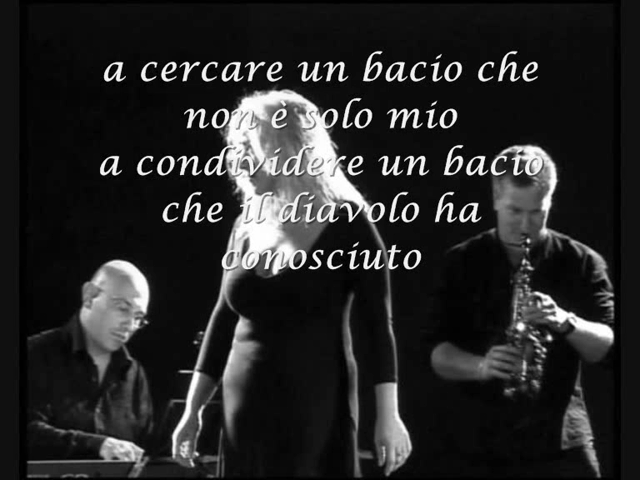 a cercare un bacio che
non è solo mio
a condividere un bacio
che il diavolo ha
conosciuto